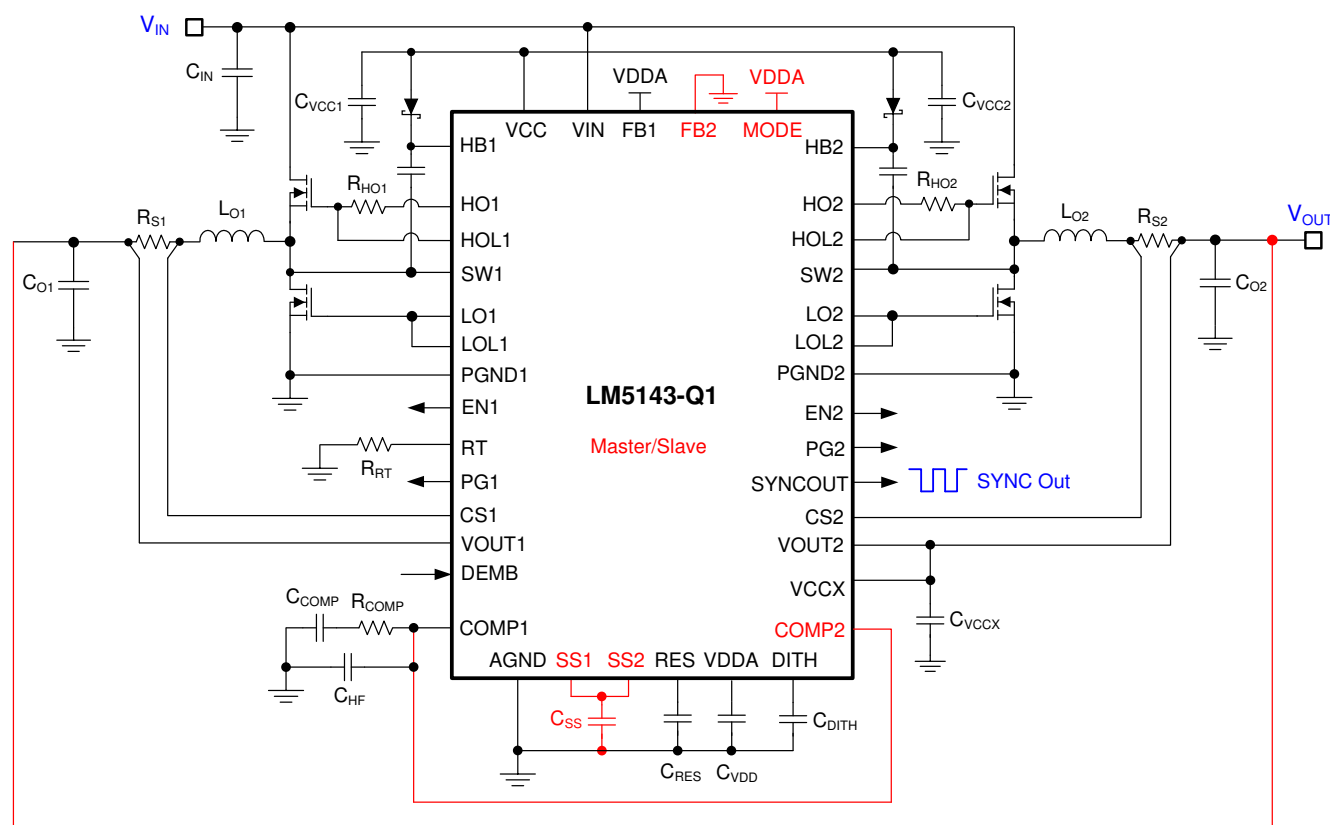 VIN
CIN
CVCC1
VDDA
VDDA
CVCC2
VCC
VIN
FB1
FB2
MODE
HB1
HB2
RHO1
HO1
HO2
RHO2
RS1
LO1
HOL1
HOL2
LO2
RS2
VOUT
SW1
SW2
CO1
CO2
LO1
LO2
LOL1
LOL2
PGND1
PGND2
LM5143-Q1
EN1
EN2
Master/Slave
RT
RRT
PG2
PG1
SYNCOUT
SYNC Out
CS1
CS2
VOUT1
VOUT2
DEMB
VCCX
CCOMP
RCOMP
COMP1
COMP2
CVCCX
AGND
SS1
SS2
RES
VDDA
DITH
CHF
CSS
CDITH
CRES
CVDD